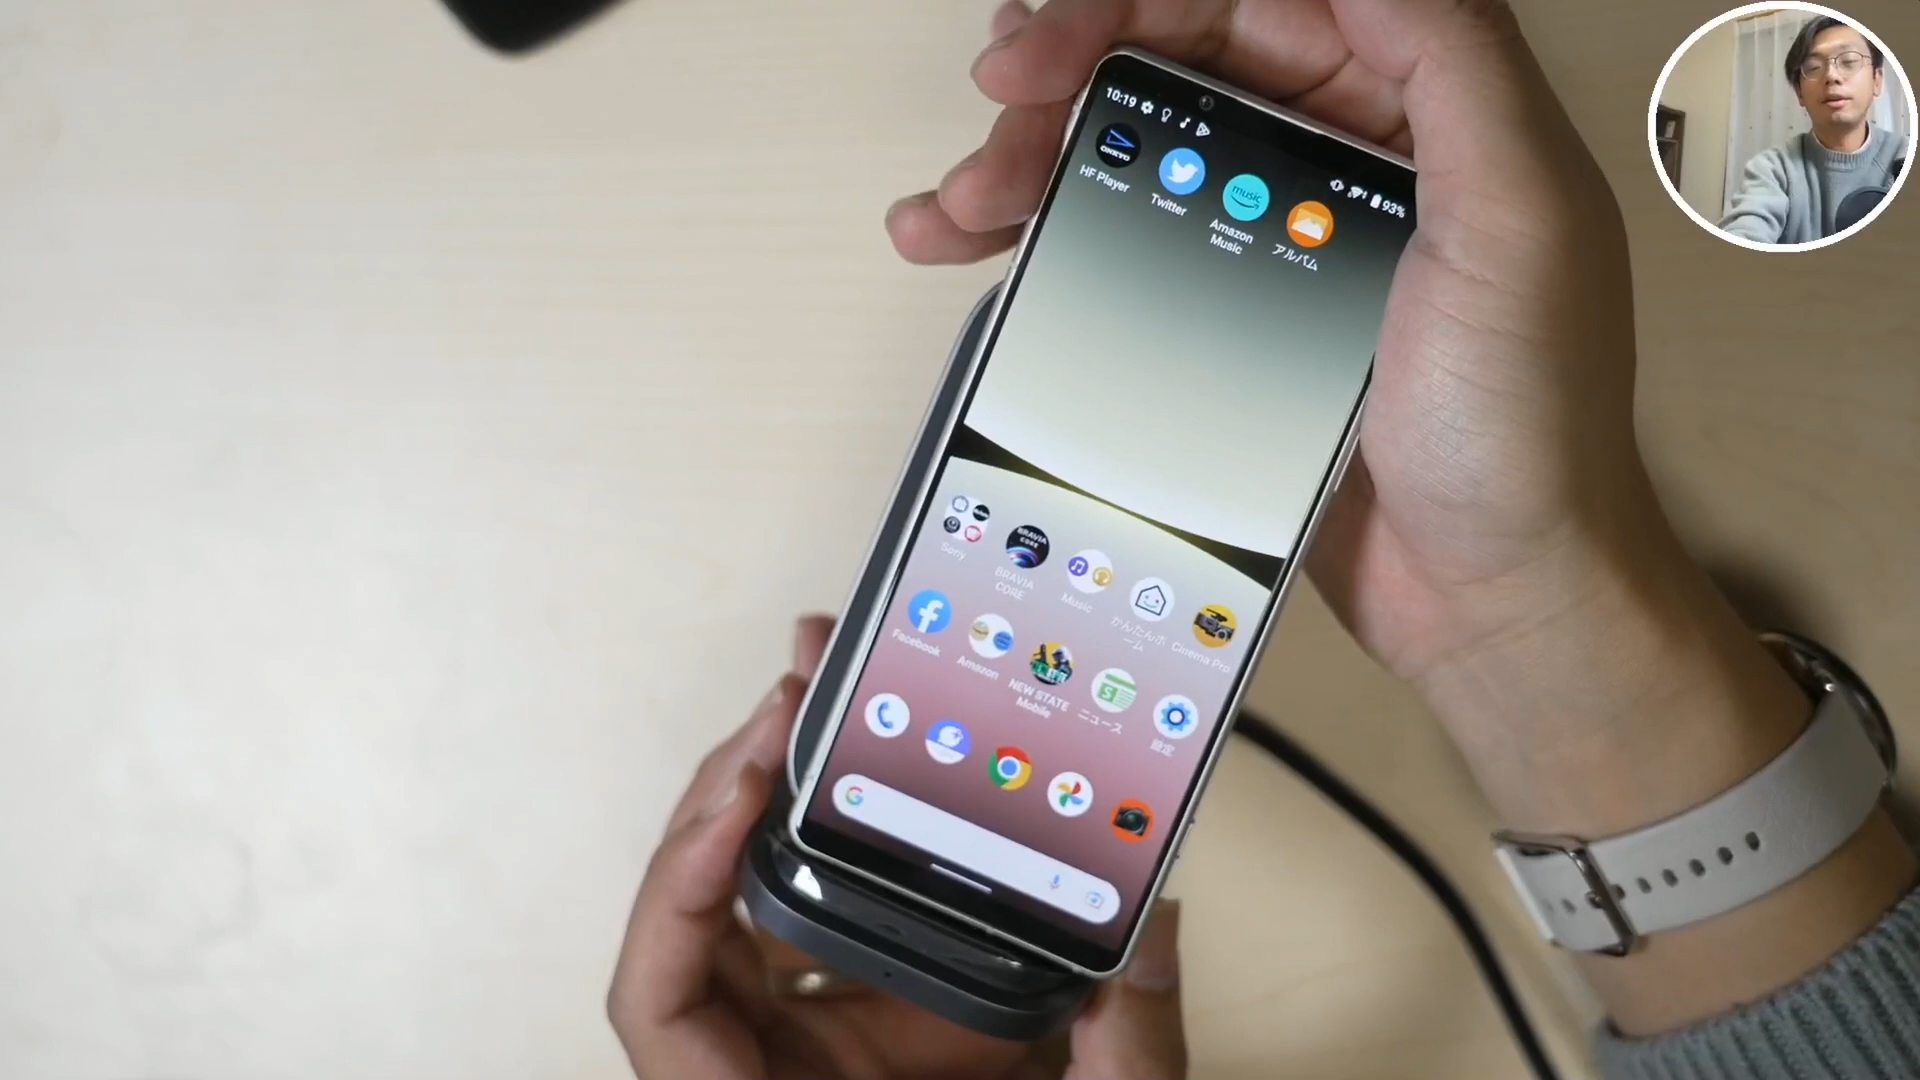 10:19
93%
ONKYO
HF Player
Twitter
music
Amazon
Music
アルバム
Sony
BRAVIA
CORE
BRAVIA
CORE
Music
かんたんホ
ーム
Cinema Pro
Facebook
Amazon
NEW STATE
Mobile
S
ニュース
設定
G